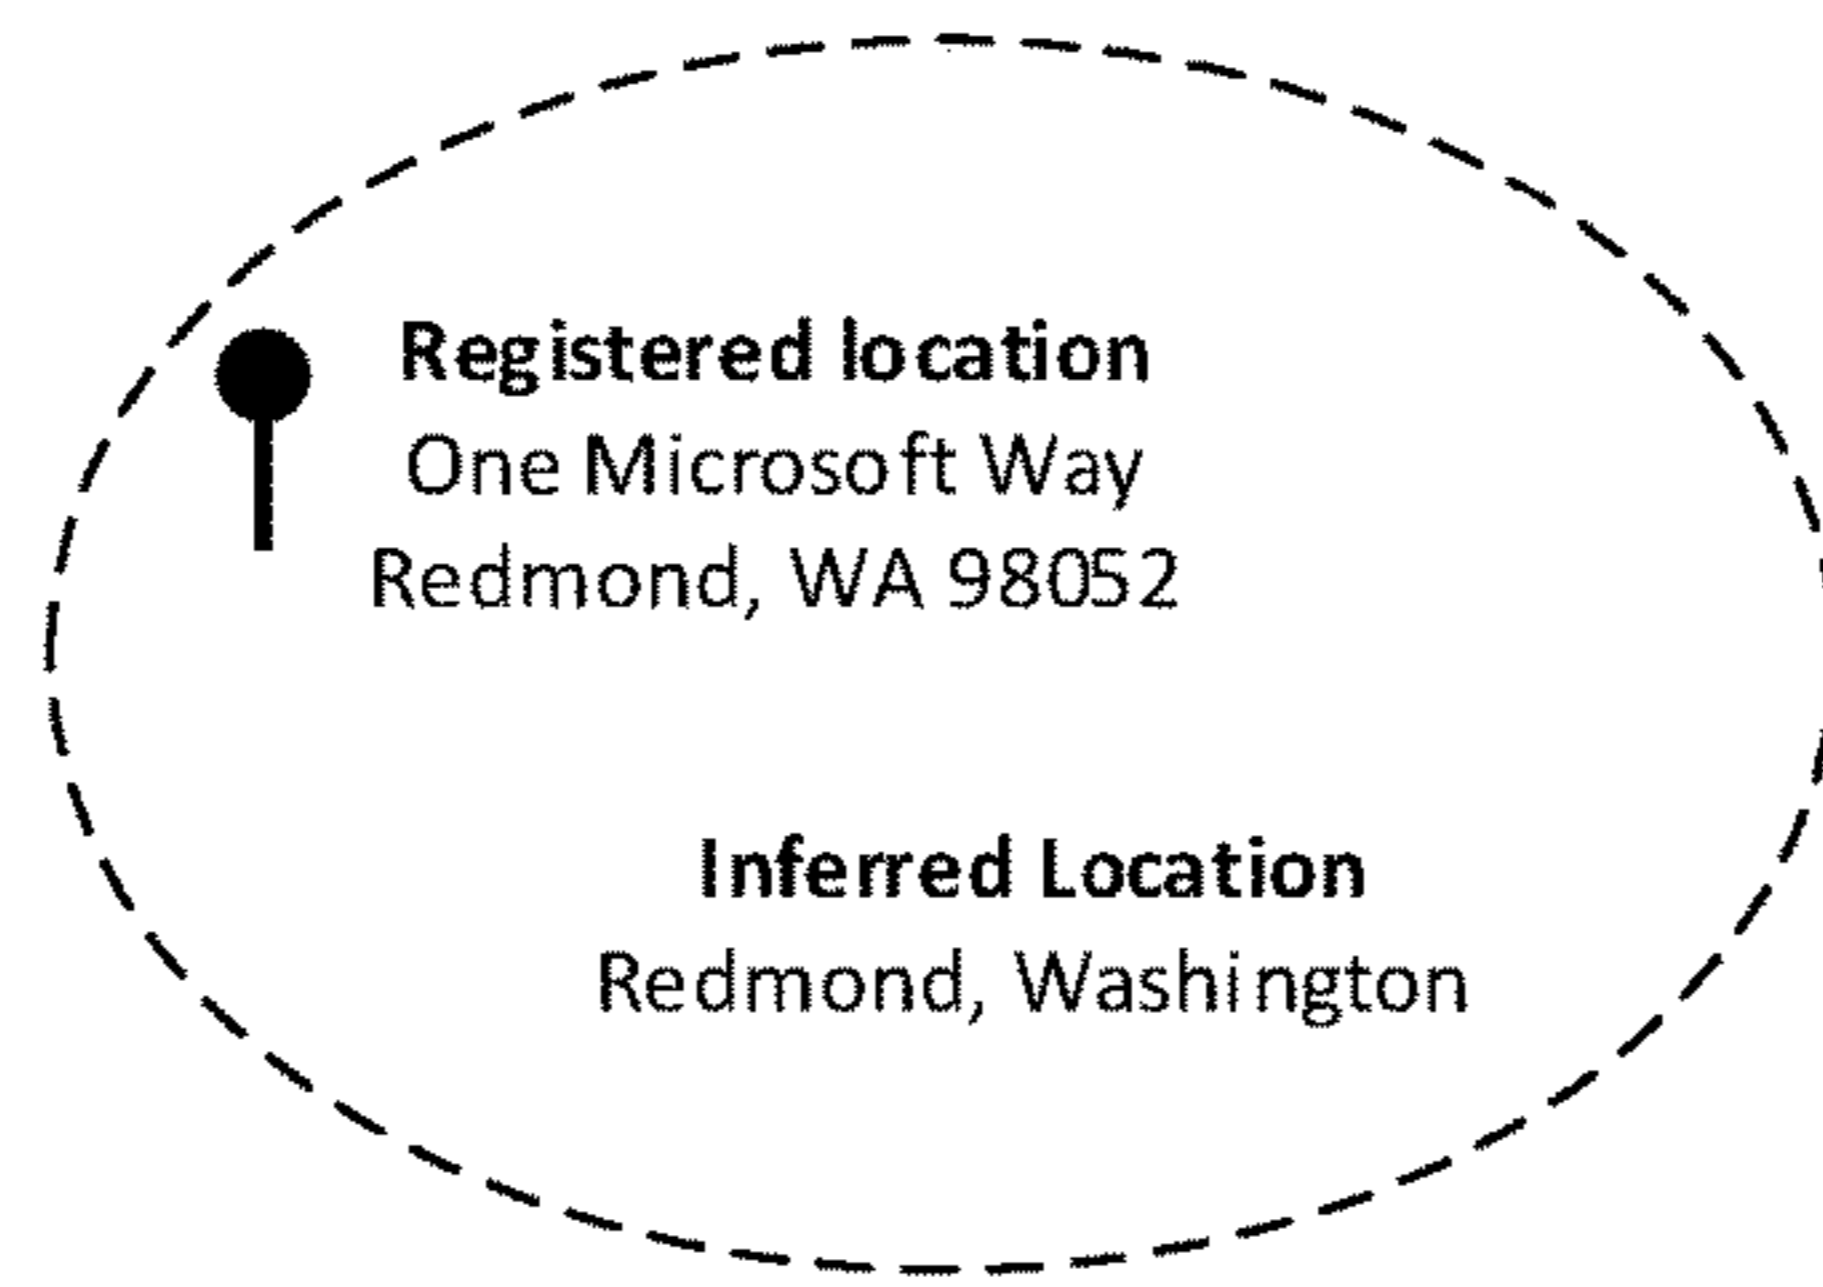 Registered location
One Microsoft Way
Redmond, WA 98052
Inferred Location
Redmond, Washington